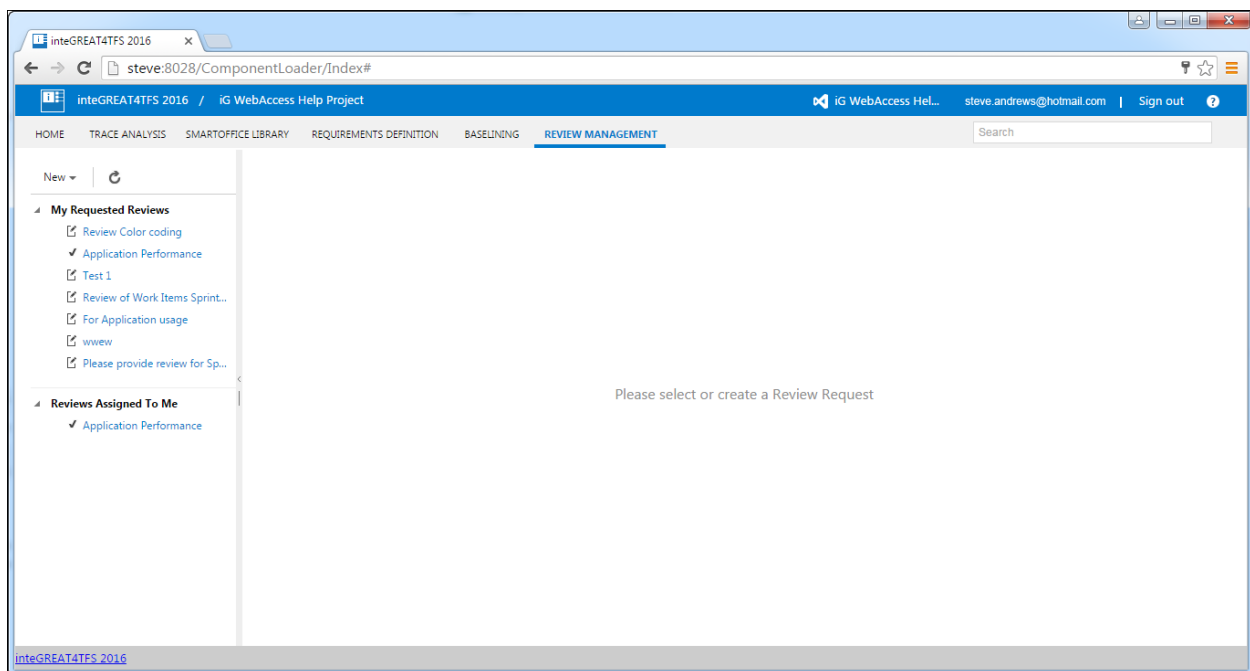 inteGREAT4TFS 2016
steve:8028/ComponentLoader/Index#
inteGREAT4TFS 2016 / iG WebAccess Help Project
iG WebAccess Hel... steve.andrews@hotmail.com | Sign out
HOME TRACE ANALYSIS SMARTOFFICE LIBRARY REQUIREMENTS DEFINITION BASELINING REVIEW MANAGEMENT
Search
New
My Requested Reviews
Review Color coding
Application Performance
Test 1
Review of Work Items Sprint...
For Application usage
wwew
Please provide review for Sp...
Reviews Assigned To Me
Application Performance
Please select or create a Review Request
inteGREAT4TFS 2016